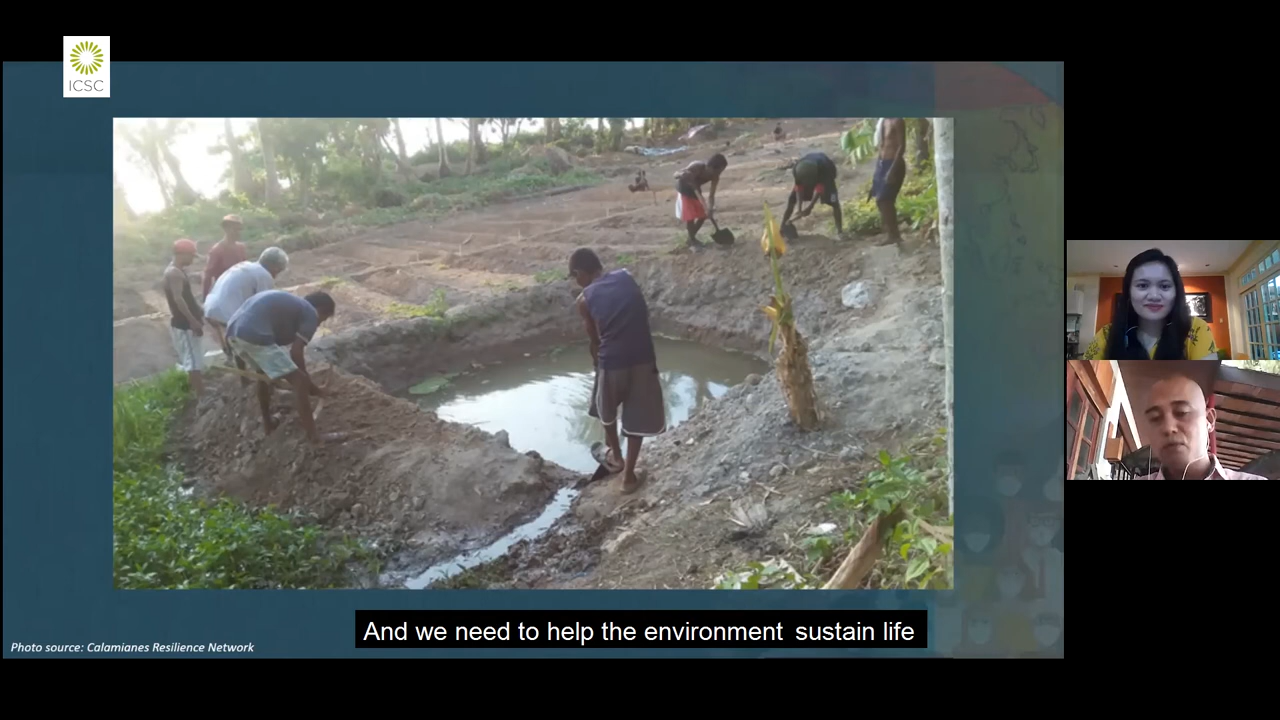 ICSC
And we need to help the environment sustain life
Photo source: Calamianes Resilience Network